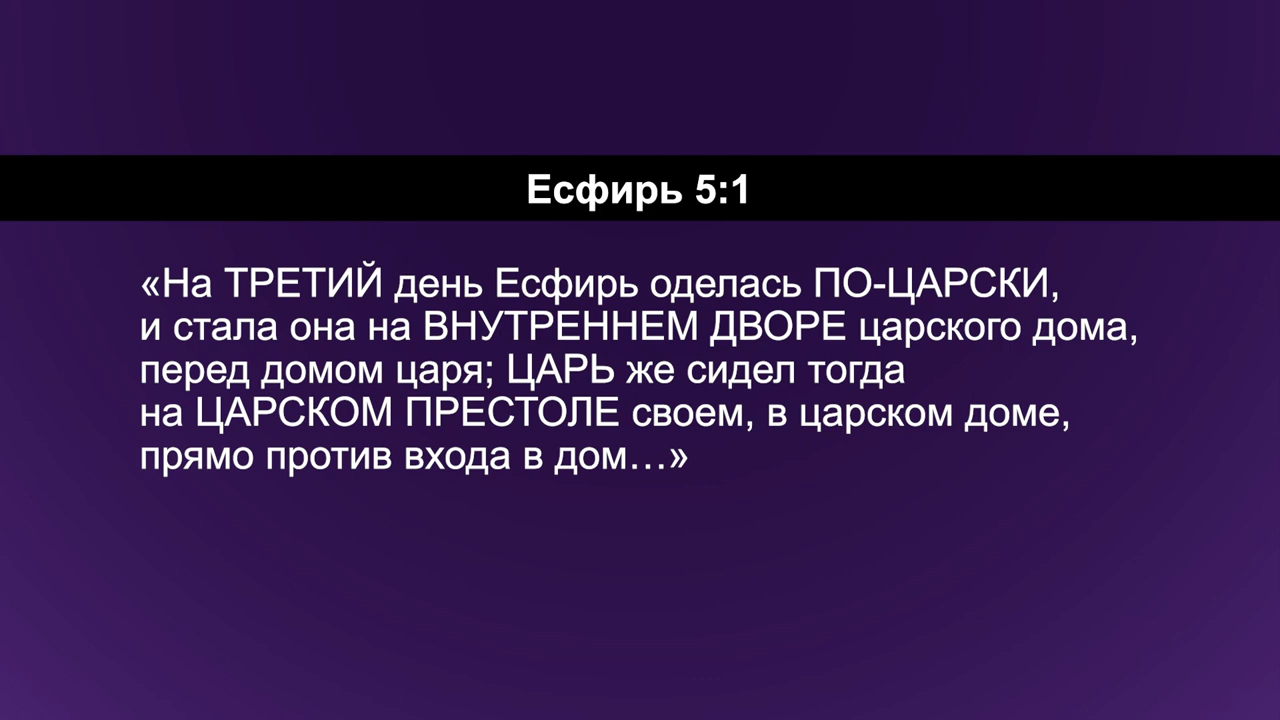 Есфирь 5:1
«На ТРЕТИЙ день Есфирь оделась ПО-ЦАРСКИ,
и стала она на ВНУТРЕННЕМ ДВОРЕ царского дома,
перед домом царя; ЦАРЬ же сидел тогда
на ЦАРСКОМ ПРЕСТОЛЕ своем, в царском доме,
прямо против входа в дом…»